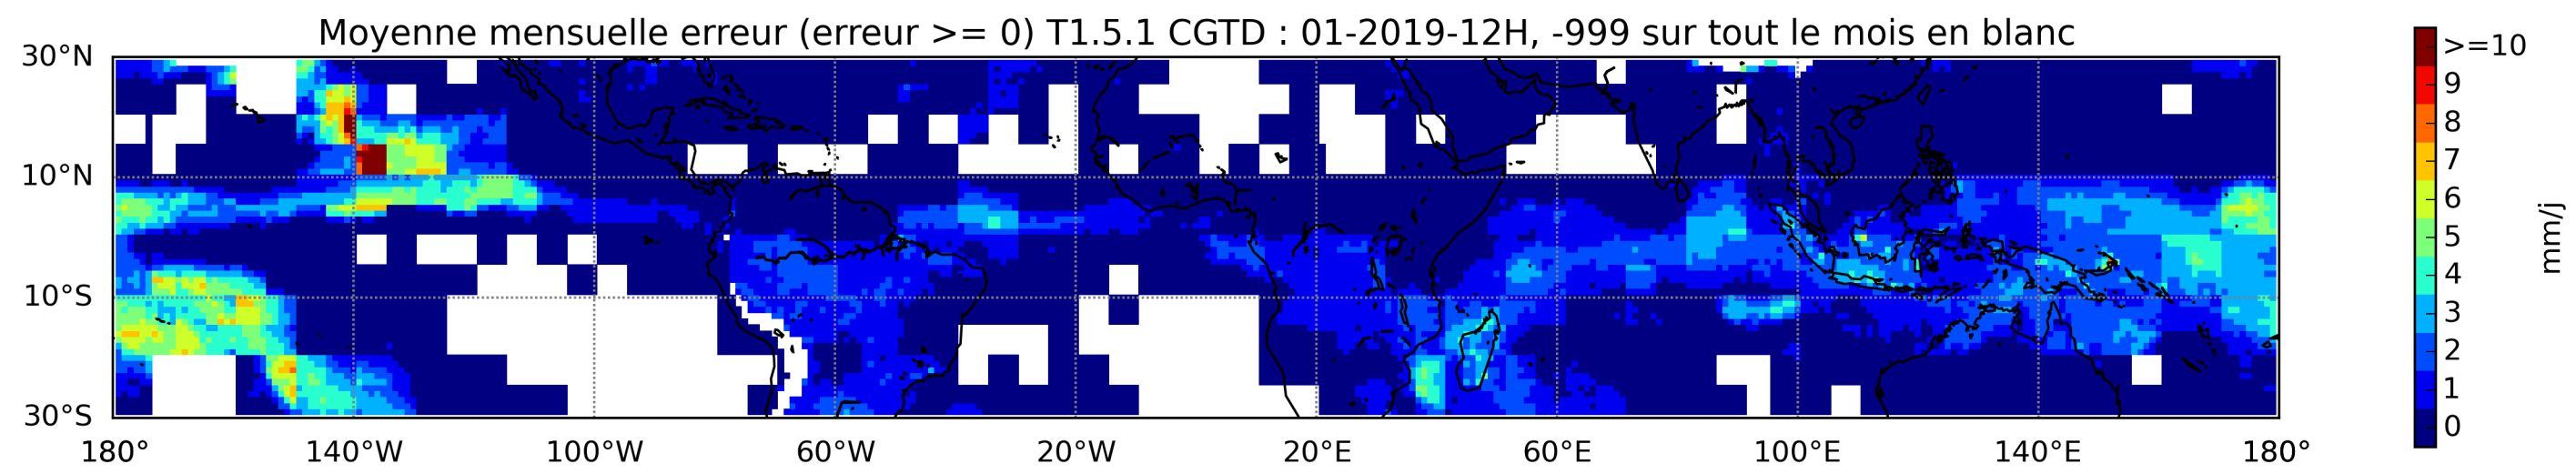 Moyenne mensuelle erreur (erreur >= 0) T1.5.1 CGTD : 01-2019-12H, -999 sur tout le mois en blanc
30°N
10°N
10°S
30°S
180° 140°W 100°W 60°W 20°W 20°E 60°E 100°E 140°E 180°
>=10
9
8
7
6
5
4
3
2
1
0
mm/j